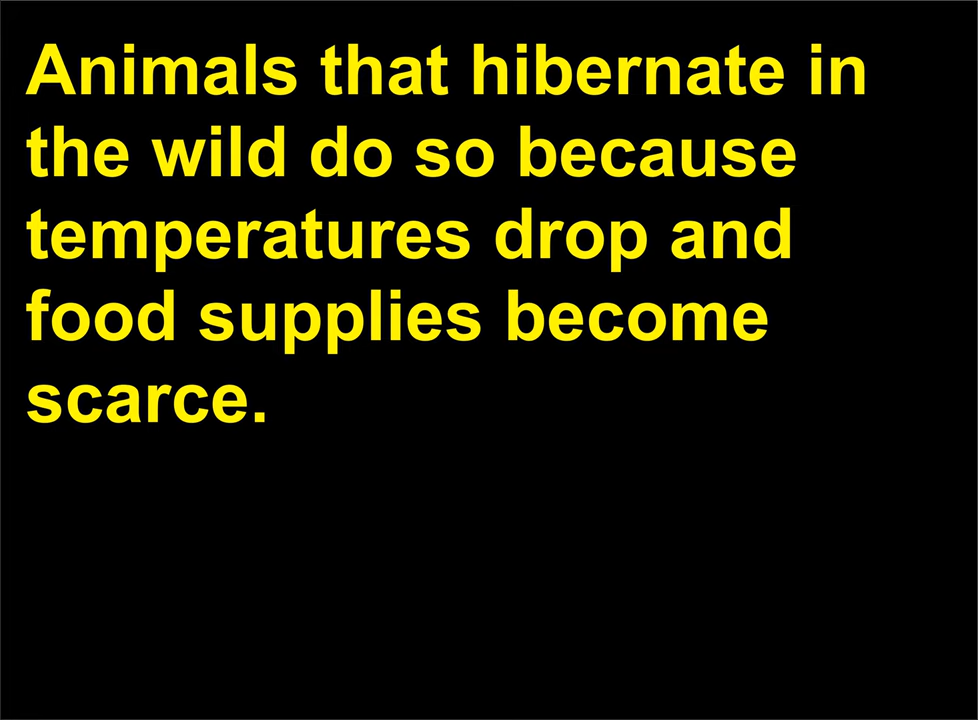 Animals that hibernate in
the wild do so because
temperatures drop and
food supplies become
scarce.